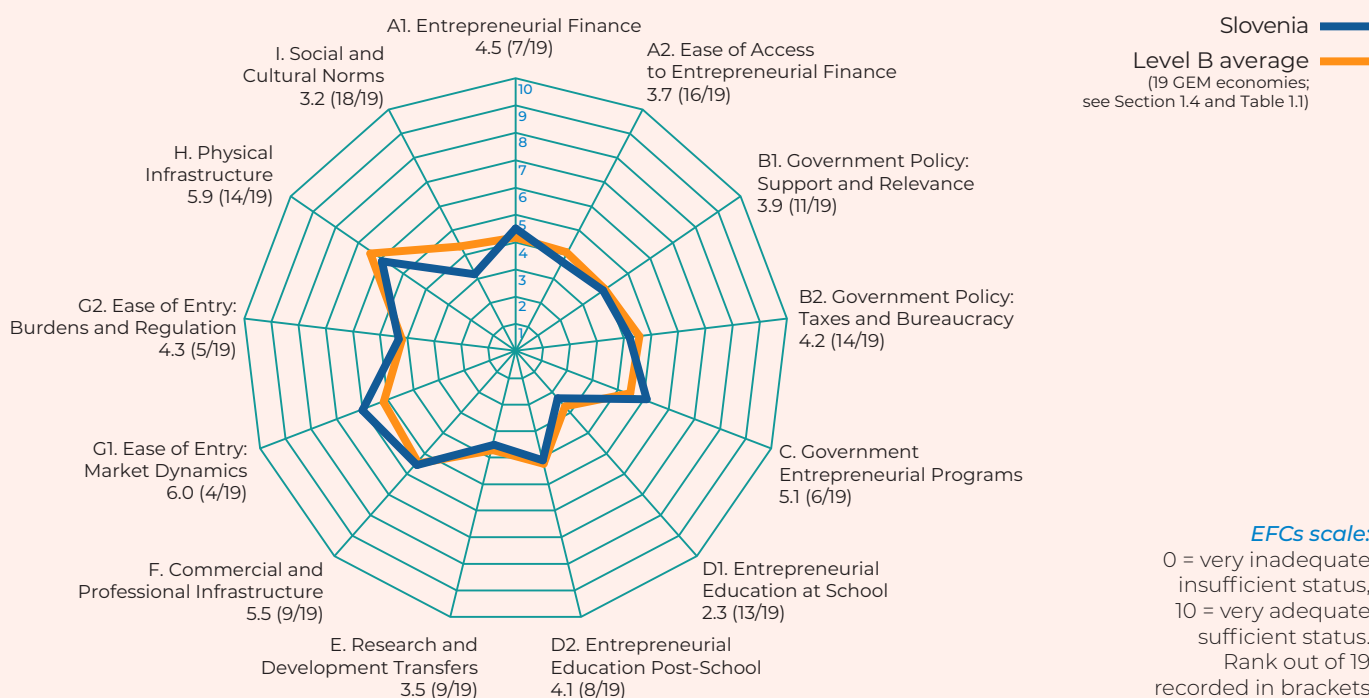 A1. Entrepreneurial Finance
4.5 (7/19)
A2. Ease of Access
to Entrepreneurial Finance
3.7 (16/19)
B1. Government Policy:
Support and Relevance
3.9 (11/19)
B2. Government Policy:
Taxes and Bureaucracy
4.2 (14/19)
C. Government
Entrepreneurial Programs
5.1 (6/19)
D1. Entrepreneurial
Education at School
2.3 (13/19)
D2. Entrepreneurial
Education Post-School
4.1 (8/19)
E. Research and
Development Transfers
3.5 (9/19)
F. Commercial and
Professional Infrastructure
5.5 (9/19)
G1. Ease of Entry:
Market Dynamics
6.0 (4/19)
G2. Ease of Entry:
Burdens and Regulation
4.3 (5/19)
H. Physical
Infrastructure
5.9 (14/19)
I. Social and
Cultural Norms
3.2 (18/19)
10
9
8
7
6
5
4
3
2
1
Slovenia
Level B average
(19 GEM economies;
see Section 1.4 and Table 1.1)
EFCs scale:
0 = very inadequate
insufficient status,
10 = very adequate
sufficient status.
Rank out of 19
recorded in brackets